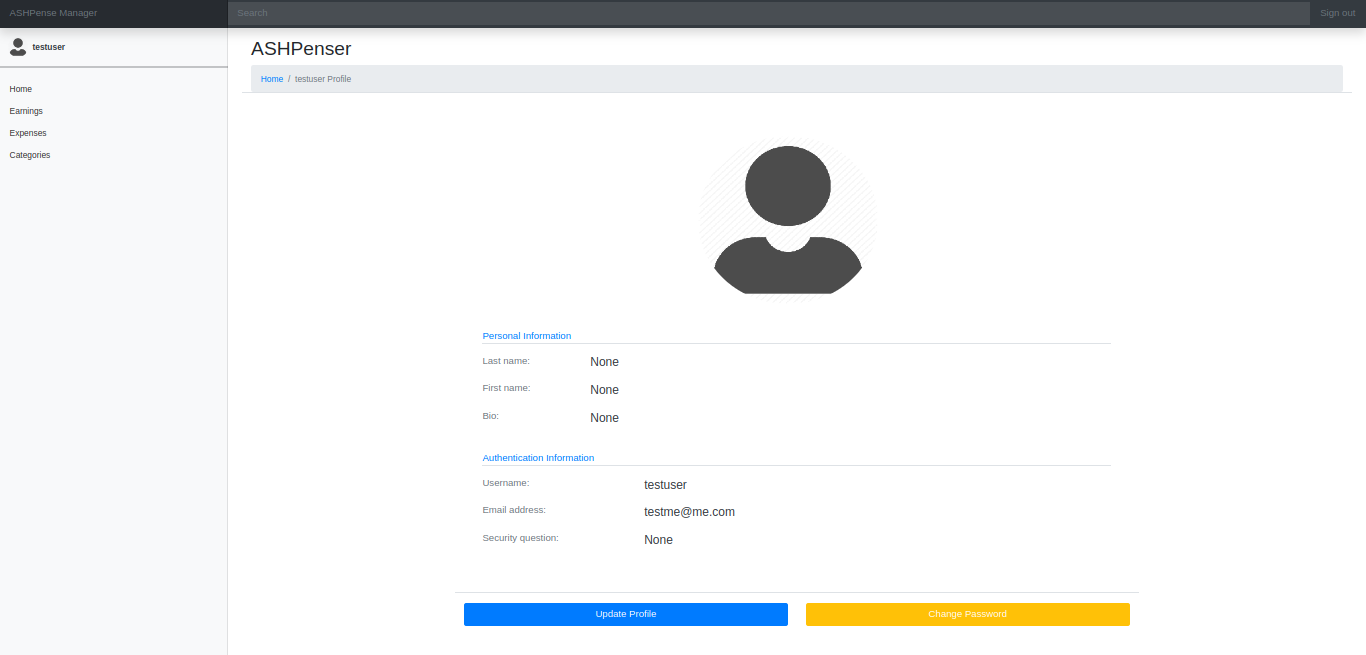 ASHPense Manager Search Sign out
testuser
Home
Earnings
Expenses
Categories
ASHPenser
Home / testuser Profile
Personal Information
Last name: None
First name: None
Bio: None
Authentication Information
Username: testuser
Email address: testme@me.com
Security question: None
Update Profile Change Password